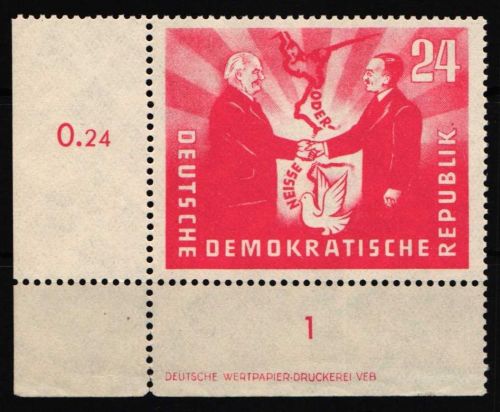 24
0.24
ODER
NEISSE
DEUTSCHE DEMOKRATISCHE REPUBLIK
1
DEUTSCHE WERTPAPIER-DRUCKEREI VEB